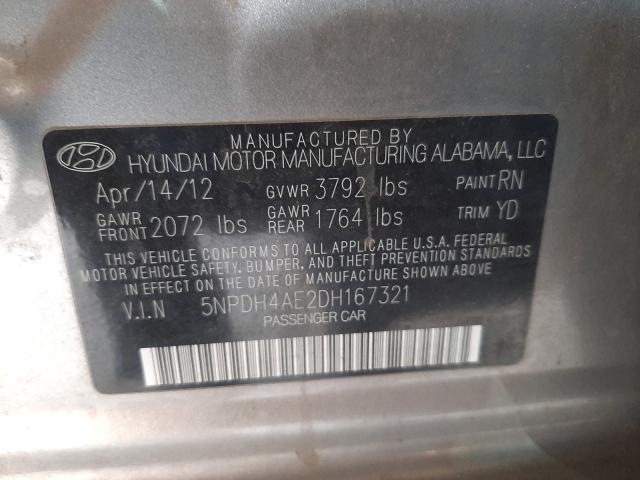 MANUFACTURED BY
HYUNDAI MOTOR MANUFACTURING ALABAMA, LLC
Apr/14/12 GVWR 3792 lbs PAINT RN
GAWR FRONT 2072 lbs GAWR REAR 1764 lbs TRIM YD
THIS VEHICLE CONFORMS TO ALL APPLICABLE U.S.A. FEDERAL
MOTOR VEHICLE SAFETY, BUMPER, AND THEFT PREVENTION STANDARDS
IN EFFECT ON THE DATE OF MANUFACTURE SHOWN ABOVE.
V.I.N 5NPDH4AE2DH167321
PASSENGER CAR